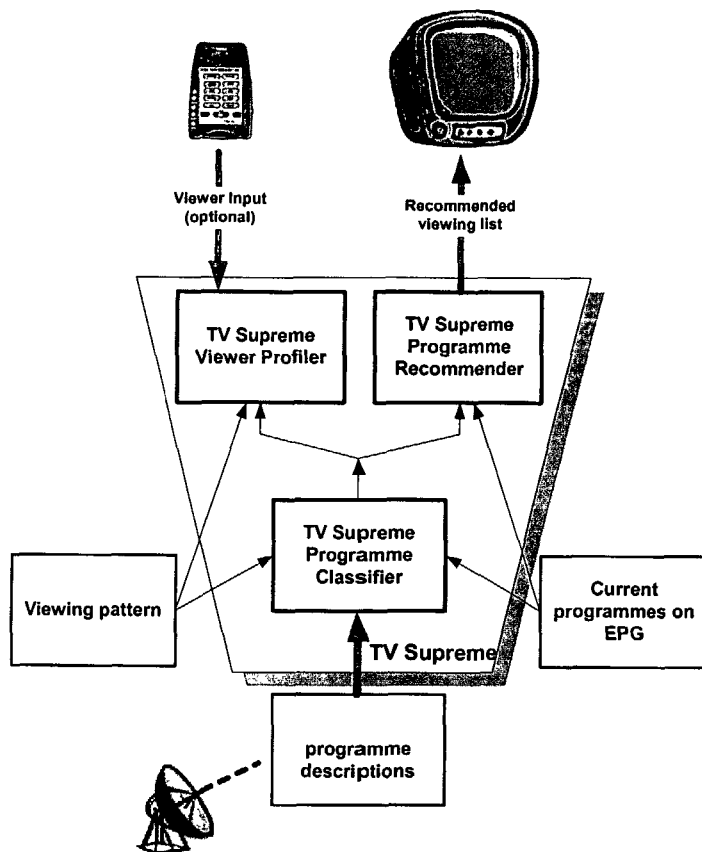 Viewer Input
(optional)
Recommended
viewing list
TV Supreme
Viewer Profiler
TV Supreme
Programme
Recommender
TV Supreme
Programme
Classifier
Viewing pattern
Current
programmes on
EPG
TV Supreme
programme
descriptions